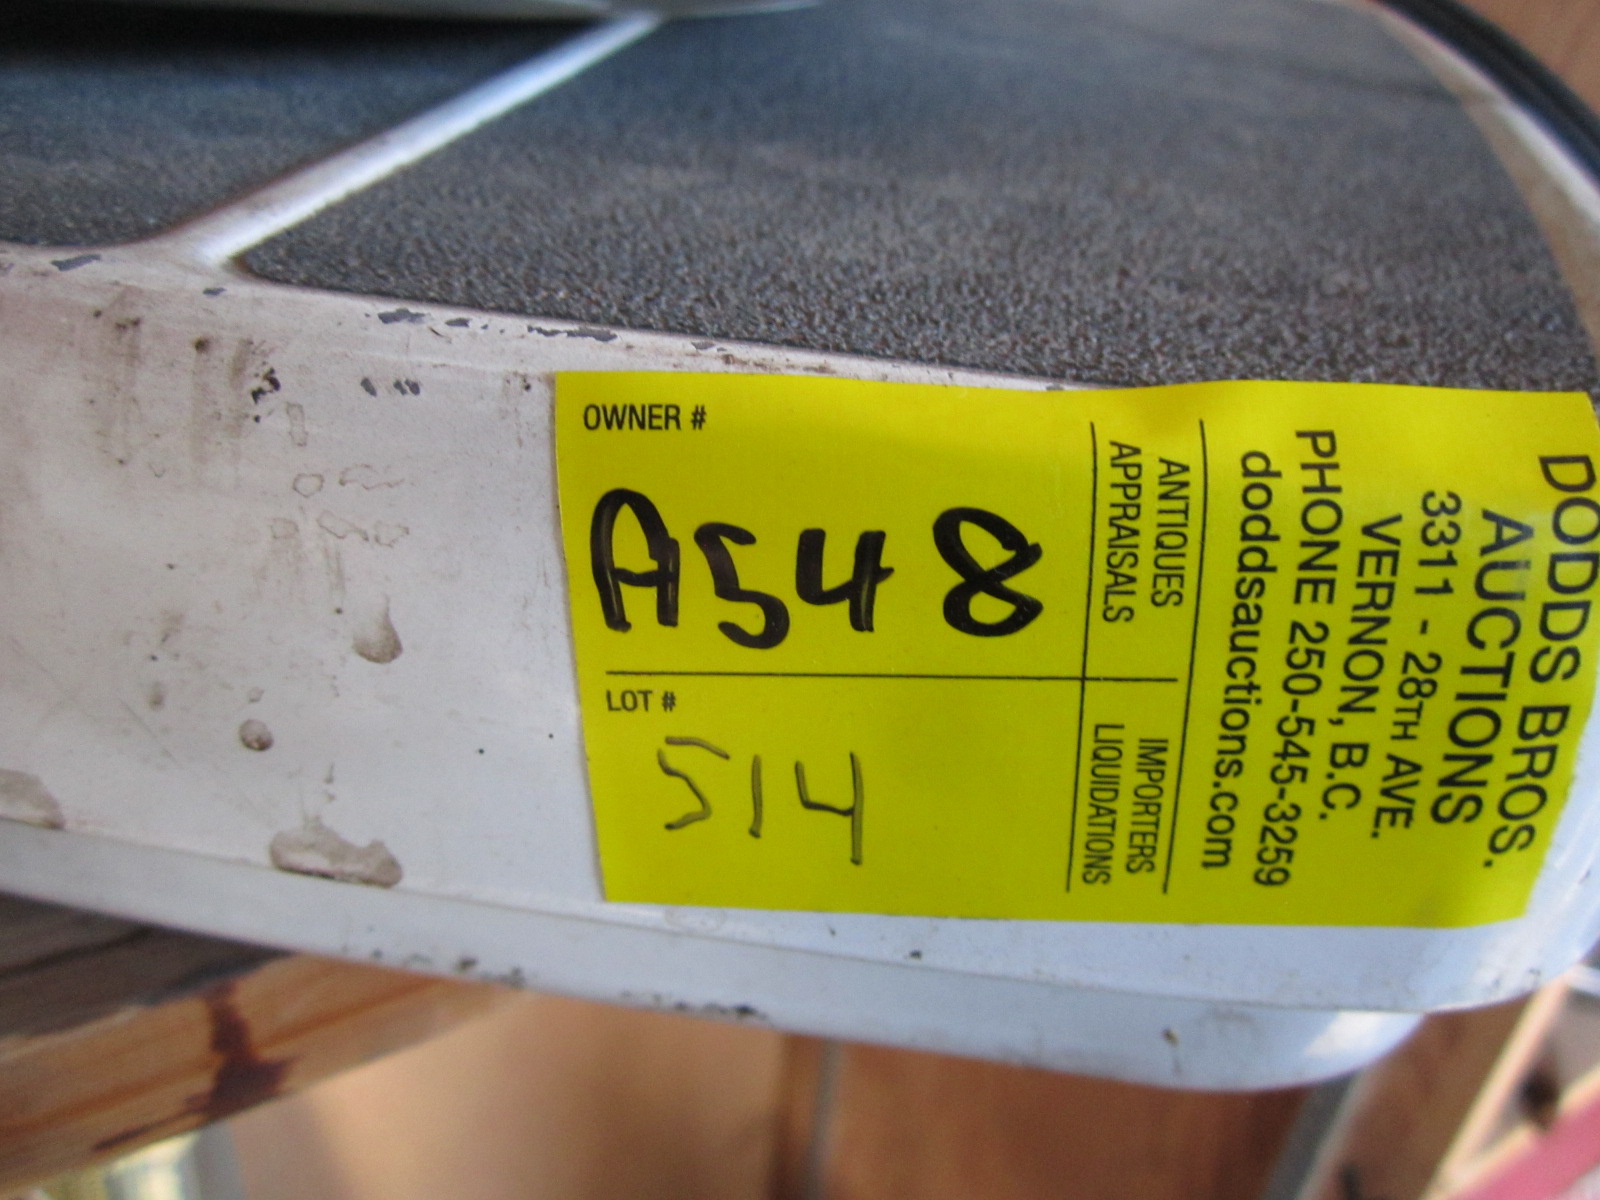 OWNER #
A548
LOT #
514
ANTIQUES
APPRAISALS
IMPORTERS
LIQUIDATIONS
DODDS BROS.
AUCTIONS
3311 - 28TH AVE.
VERNON, B.C.
PHONE 250-545-3259
doddsauctions.com